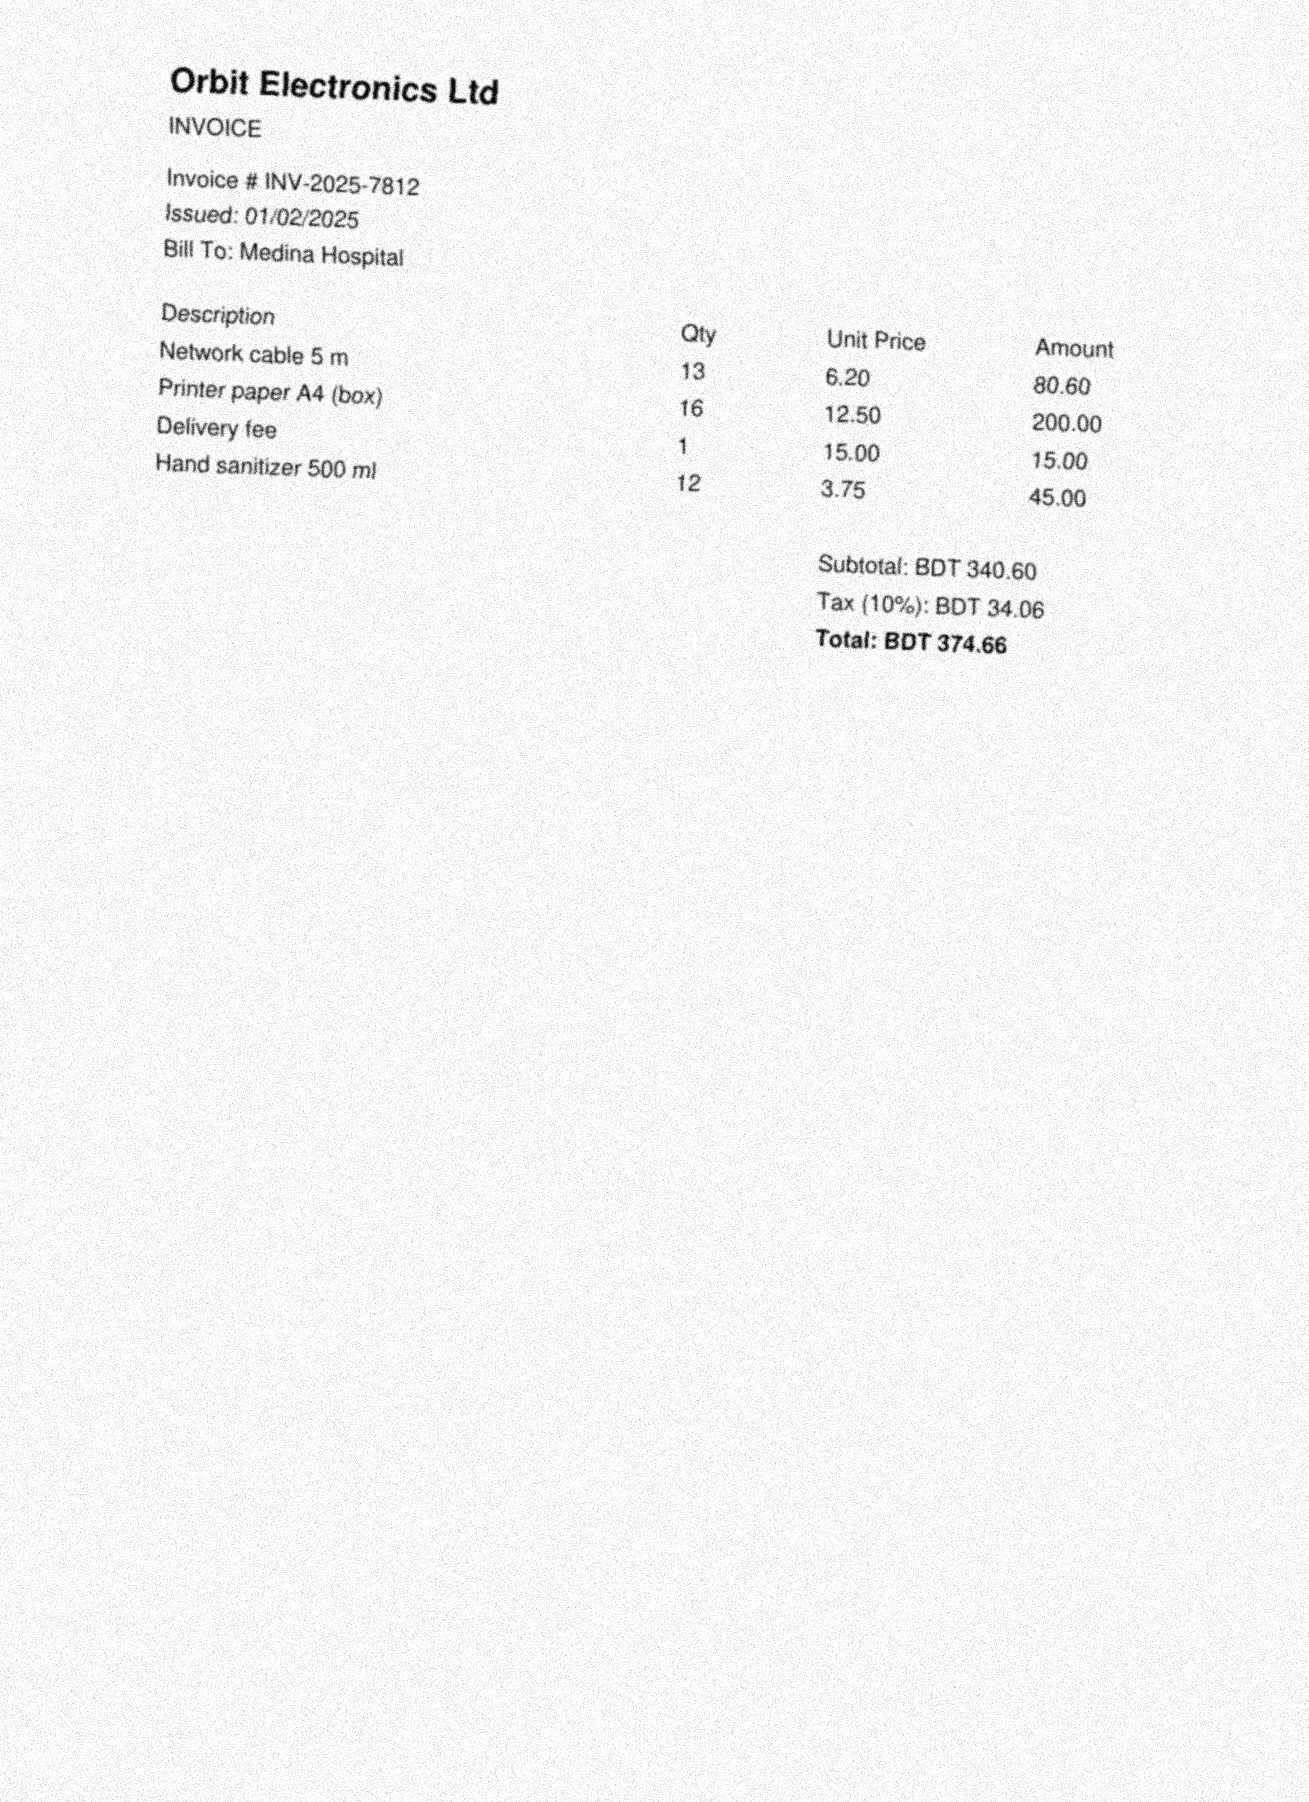 Orbit Electronics Ltd
INVOICE
Invoice # INV-2025-7812
Issued: 01/02/2025
Bill To: Medina Hospital
Description Qty Unit Price Amount
Network cable 5 m 13 6.20 80.60
Printer paper A4 (box) 16 12.50 200.00
Delivery fee 1 15.00 15.00
Hand sanitizer 500 ml 12 3.75 45.00
Subtotal: BDT 340.60
Tax (10%): BDT 34.06
Total: BDT 374.66